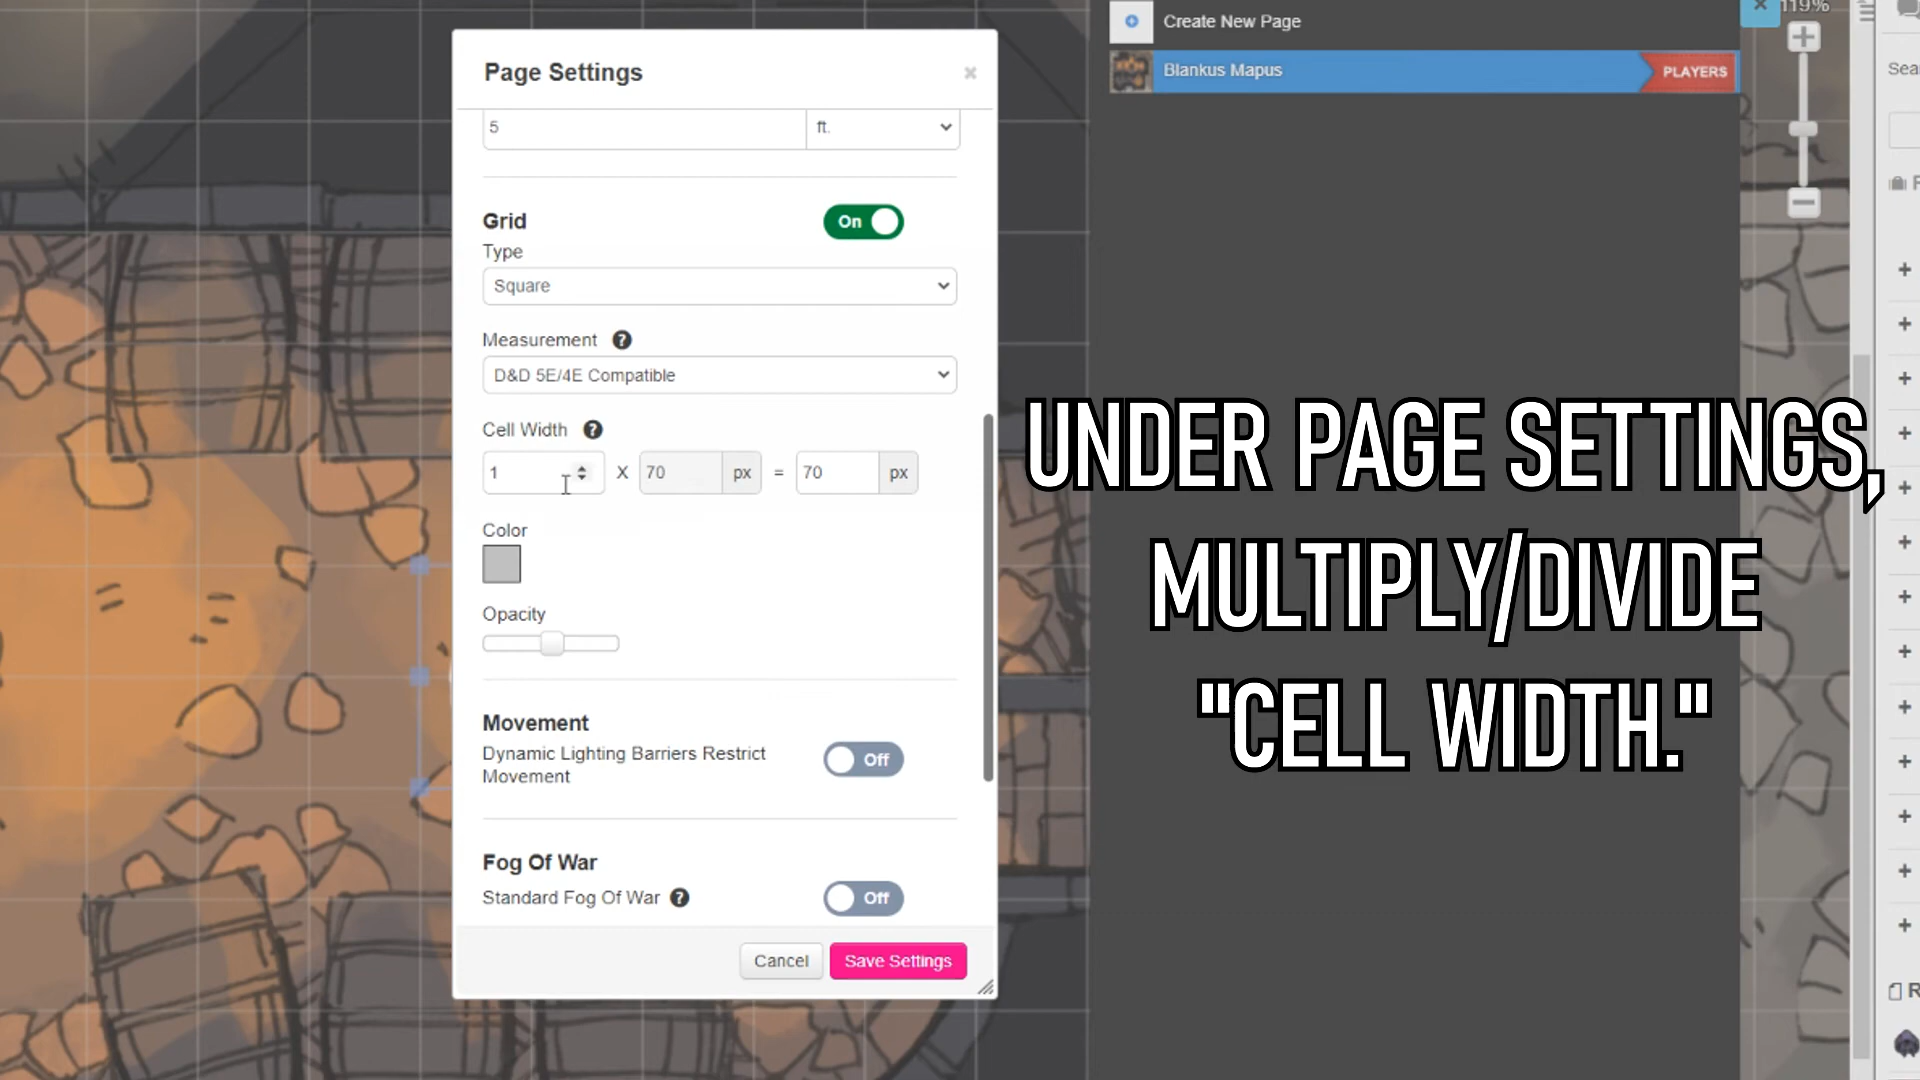 119%
Create New Page
Blankus Mapus
PLAYERS
Page Settings
5
ft.
Grid
On
Type
Square
Measurement ?
D&D 5E/4E Compatible
Cell Width ?
1 X 70 px = 70 px
Color
Opacity
Movement
Dynamic Lighting Barriers Restrict
Movement
Off
Fog Of War
Standard Fog Of War ?
Off
Cancel
Save Settings
UNDER PAGE SETTINGS,
MULTIPLY/DIVIDE
"CELL WIDTH."
Sea
F
R